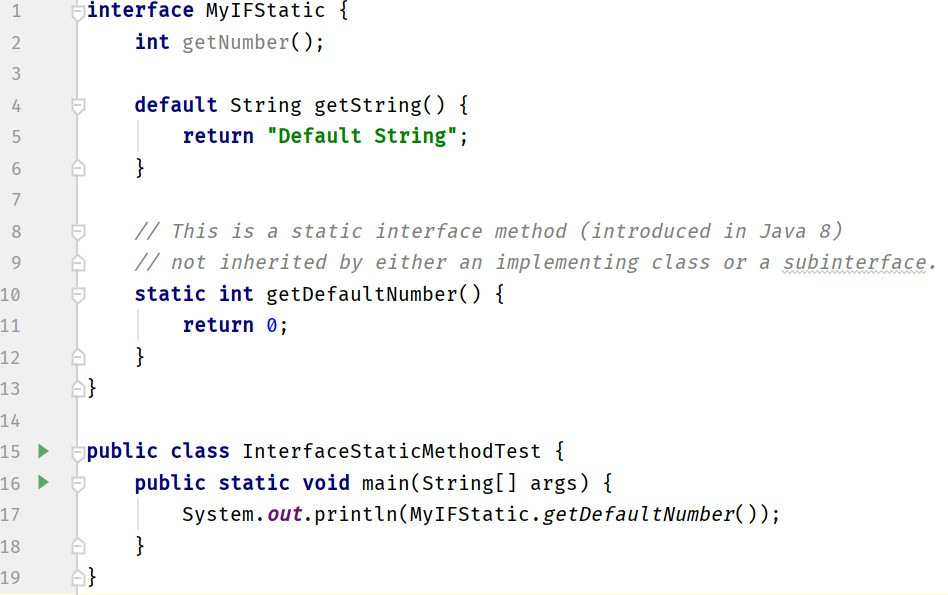 1 interface MyIFStatic {
2 int getNumber();
3
4 default String getString() {
5 return "Default String";
6 }
7
8 // This is a static interface method (introduced in Java 8)
9 // not inherited by either an implementing class or a subinterface.
10 static int getDefaultNumber() {
11 return 0;
12 }
13 }
14
15 public class InterfaceStaticMethodTest {
16 public static void main(String[] args) {
17 System.out.println(MyIFStatic.getDefaultNumber());
18 }
19 }